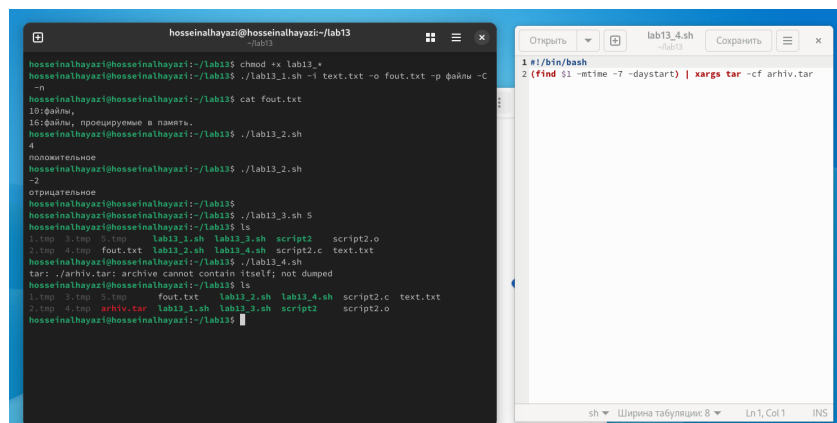 hosseinalhayazi@hosseinalhayazi:~/lab13
~/lab13
hosseinalhayazi@hosseinalhayazi:~/lab13$ chmod +x lab13_*
hosseinalhayazi@hosseinalhayazi:~/lab13$ ./lab13_1.sh -i text.txt -o fout.txt -p файлы -C
-n
hosseinalhayazi@hosseinalhayazi:~/lab13$ cat fout.txt
10:файлы,
16:файлы, проецируемые в память.
hosseinalhayazi@hosseinalhayazi:~/lab13$ ./lab13_2.sh
4
положительное
hosseinalhayazi@hosseinalhayazi:~/lab13$ ./lab13_2.sh
-2
отрицательное
hosseinalhayazi@hosseinalhayazi:~/lab13$
hosseinalhayazi@hosseinalhayazi:~/lab13$ ./lab13_3.sh 5
hosseinalhayazi@hosseinalhayazi:~/lab13$ ls
1.tmp 3.tmp 5.tmp lab13_1.sh lab13_3.sh script2 script2.o
2.tmp 4.tmp fout.txt lab13_2.sh lab13_4.sh script2.c text.txt
hosseinalhayazi@hosseinalhayazi:~/lab13$ ./lab13_4.sh
tar: ./arhiv.tar: archive cannot contain itself; not dumped
hosseinalhayazi@hosseinalhayazi:~/lab13$ ls
1.tmp 3.tmp 5.tmp fout.txt lab13_2.sh lab13_4.sh script2.c text.txt
2.tmp 4.tmp arhiv.tar lab13_1.sh lab13_3.sh script2 script2.o
hosseinalhayazi@hosseinalhayazi:~/lab13$
Открыть lab13_4.sh Сохранить
~/lab13
1 #!/bin/bash
2 (find $1 -mtime -7 -daystart) | xargs tar -cf arhiv.tar
sh Ширина табуляции: 8 Ln 1, Col 1 INS